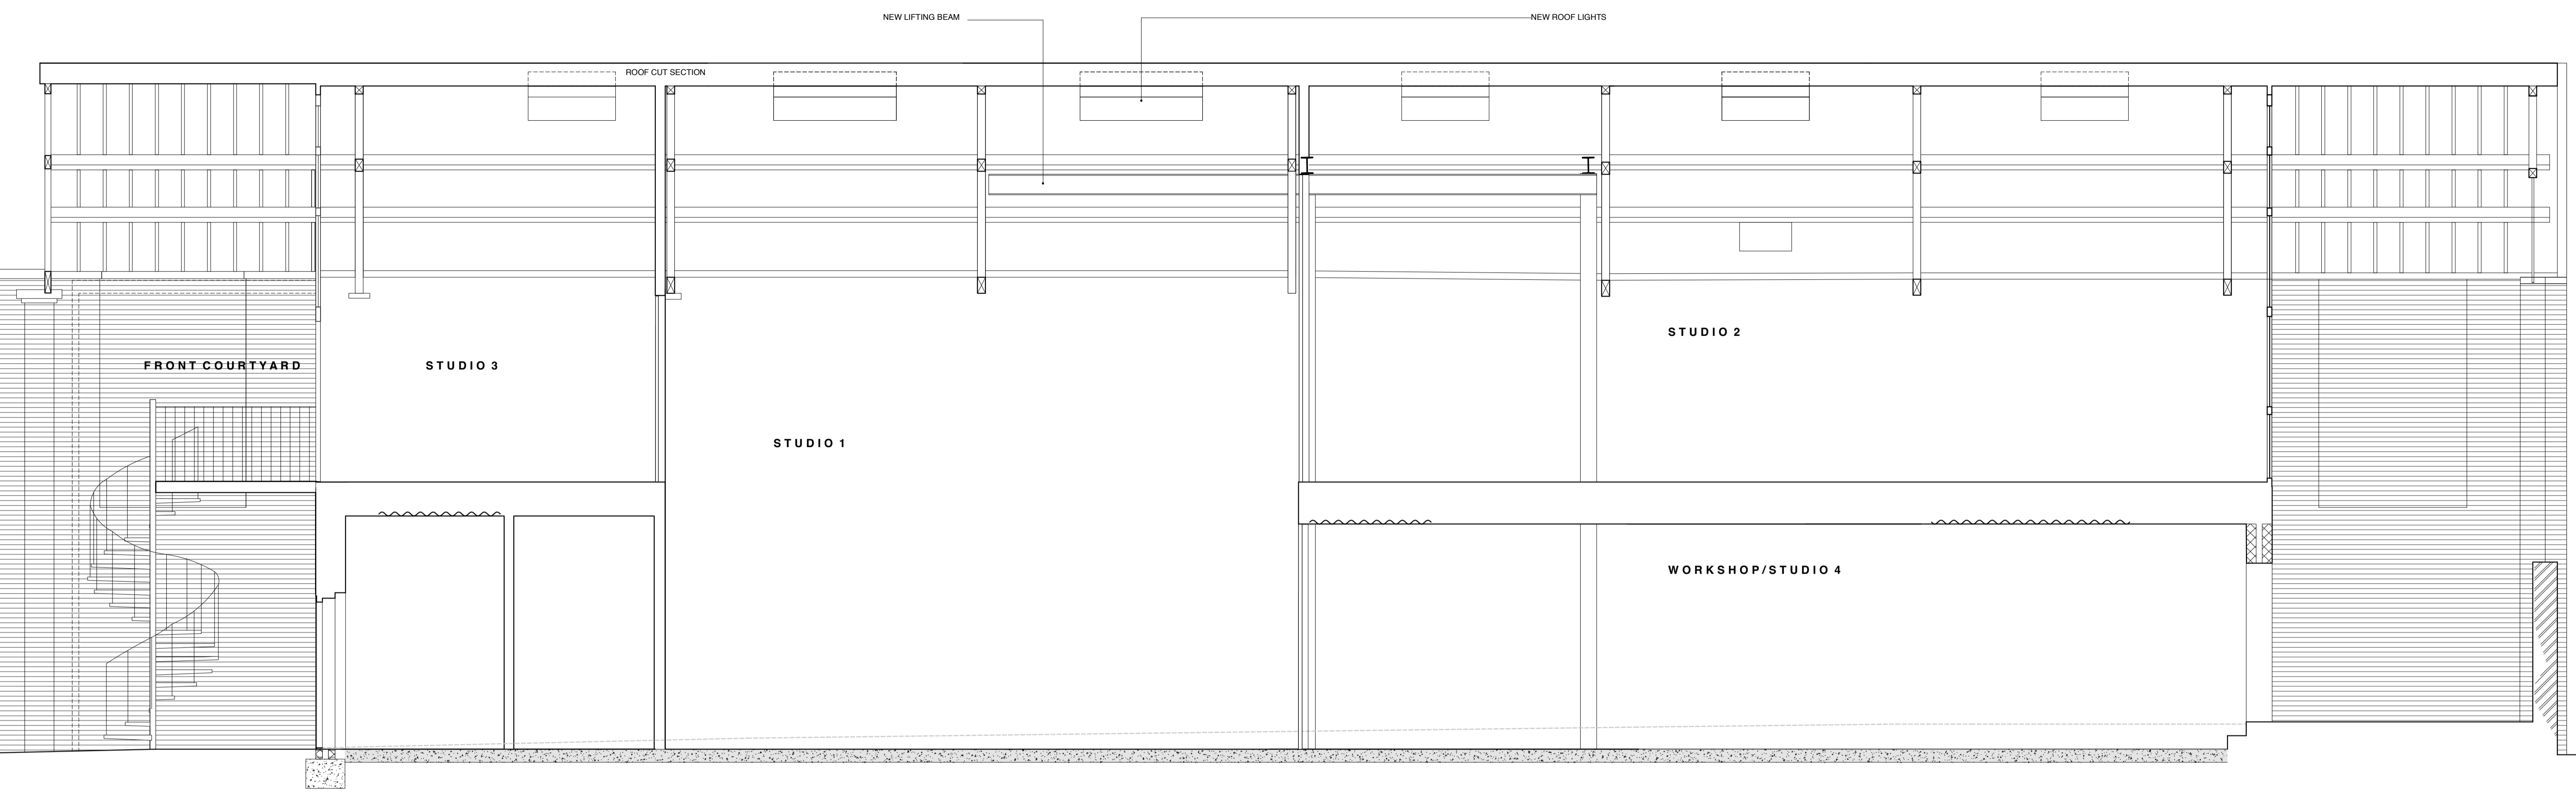 NEW LIFTING BEAM
NEW ROOF LIGHTS
ROOF CUT SECTION
STUDIO 2
FRONT COURTYARD
STUDIO 3
STUDIO 1
WORKSHOP/STUDIO 4